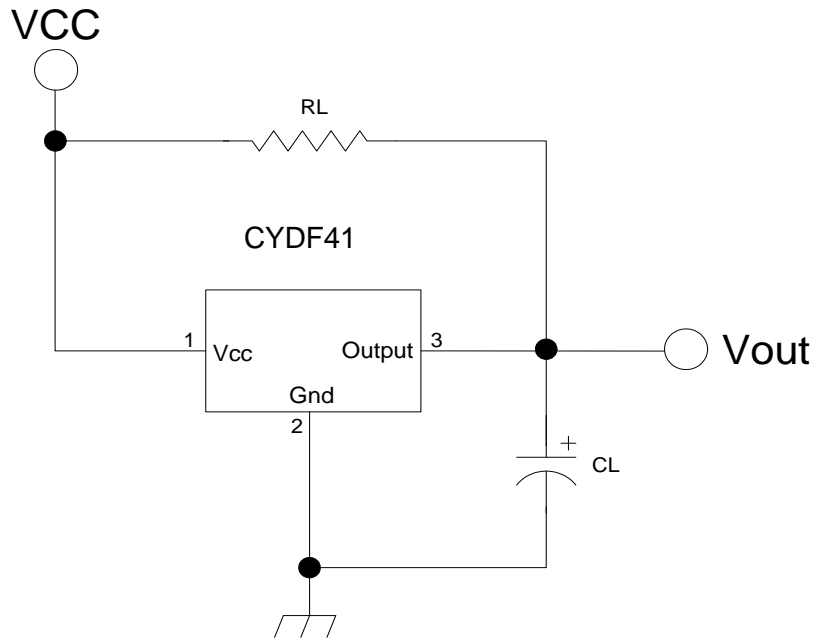 VCC
RL
CYDF41
1
Vcc
Output
3
Vout
Gnd
2
+
CL